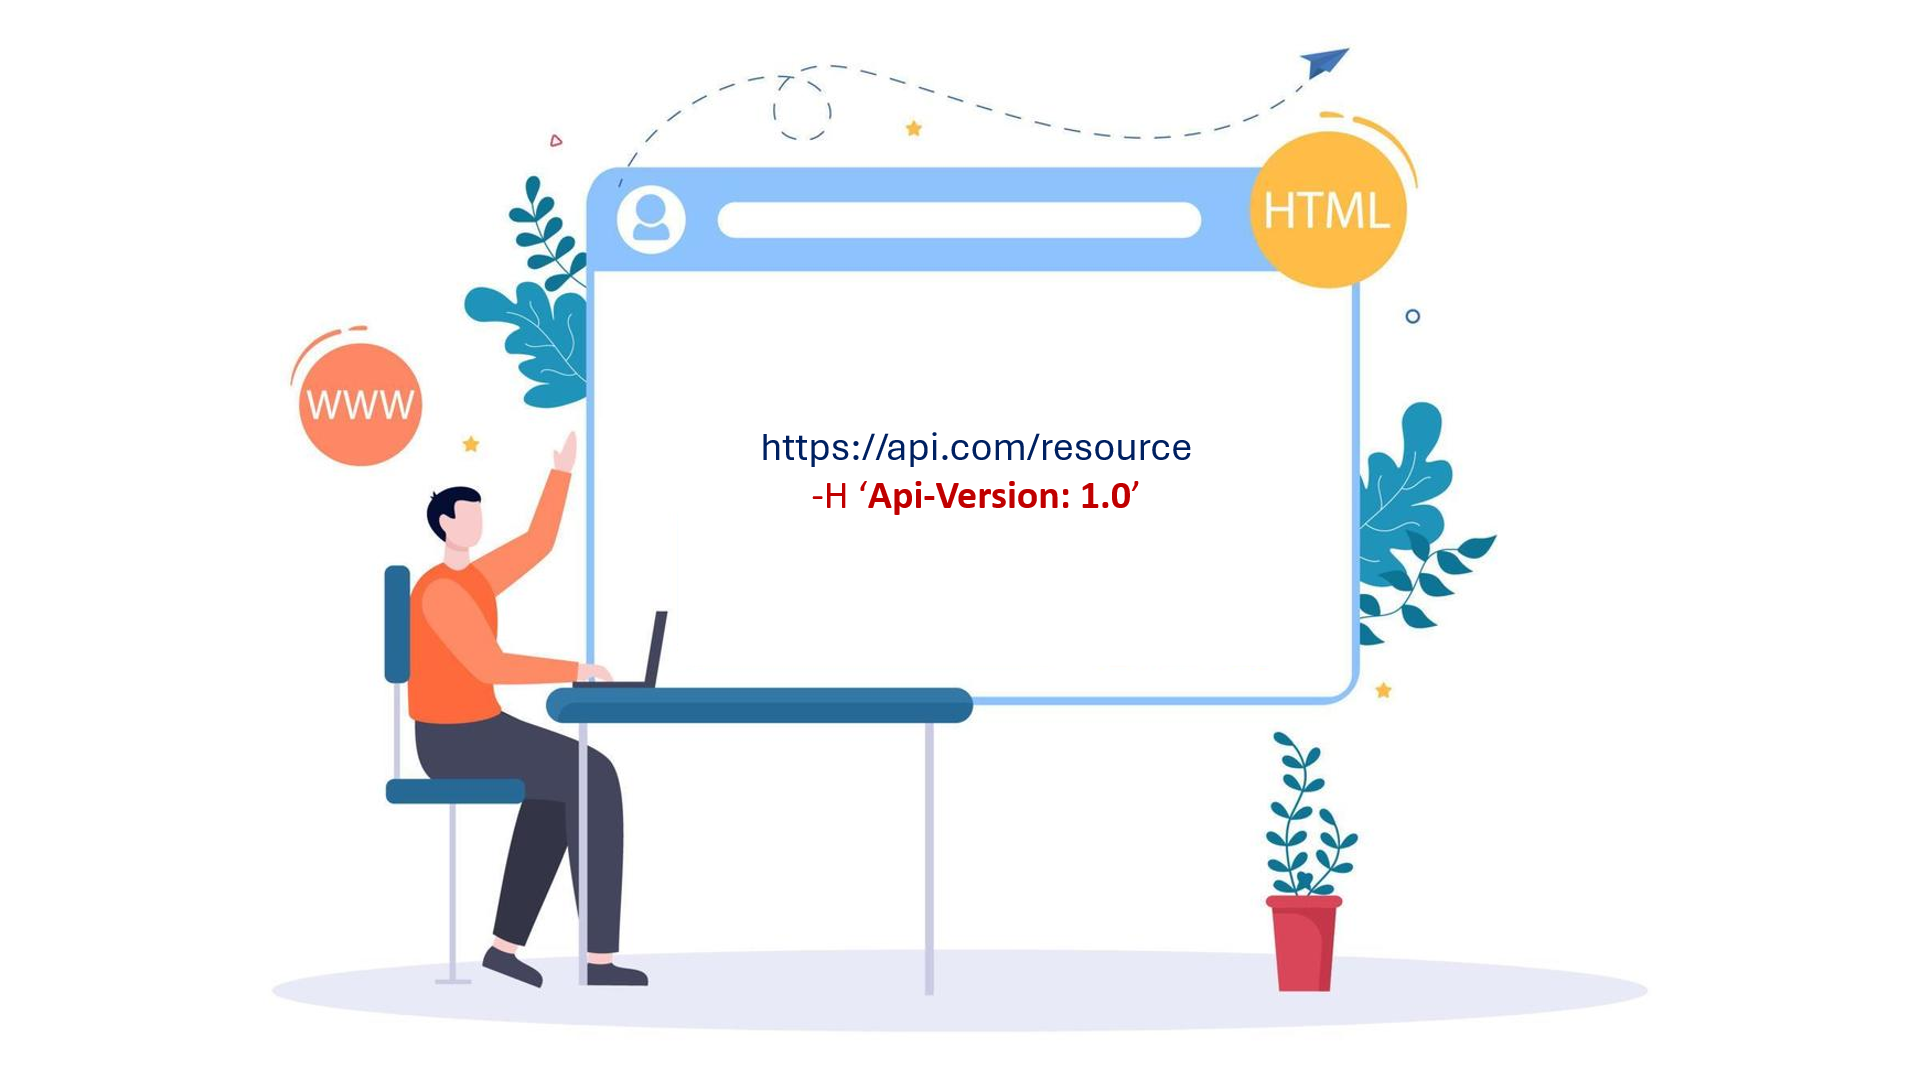 HTML
WWW
https://api.com/resource
-H ‘Api-Version: 1.0’